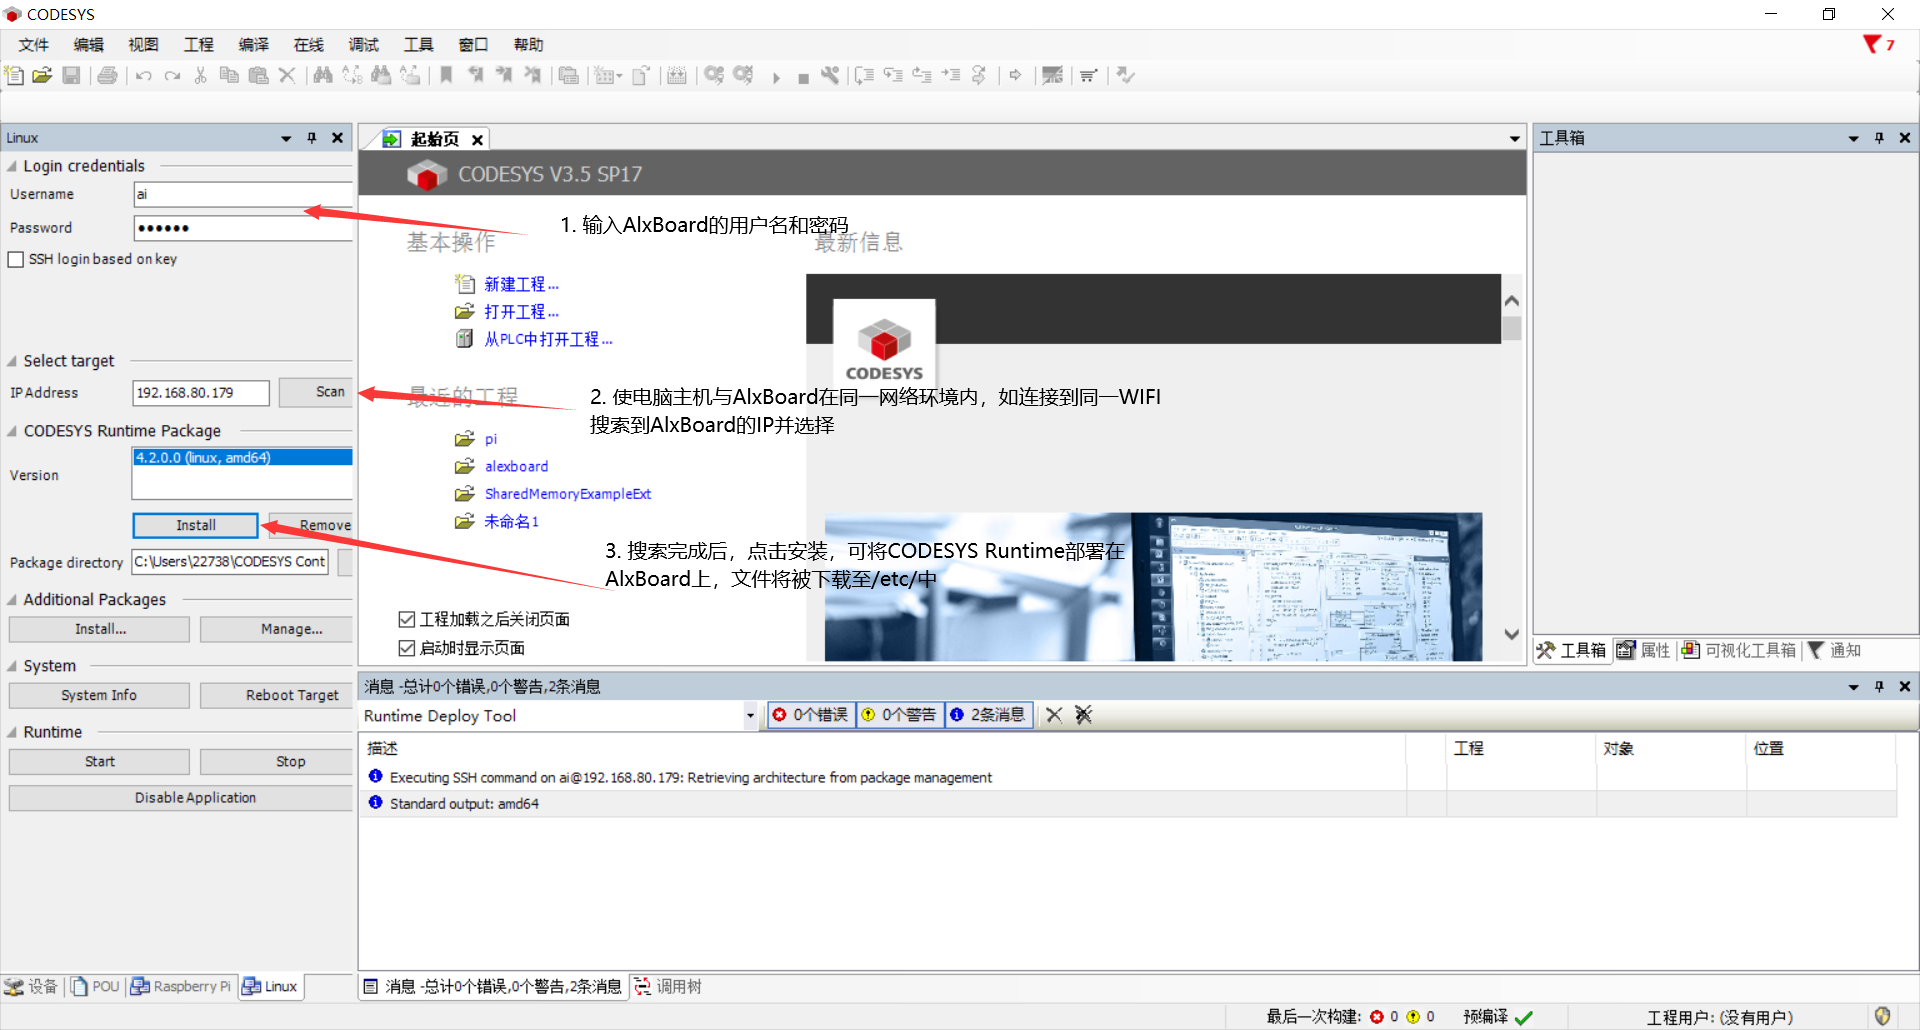 CODESYS
文件 编辑 视图 工程 编译 在线 调试 工具 窗口 帮助
7
Linux
Login credentials
Username ai
Password ●●●●●●
SSH login based on key
Select target
IP Address 192.168.80.179 Scan
CODESYS Runtime Package
4.2.0.0 (linux, amd64)
Version
Install Remove
Package directory C:\Users\22738\CODESYS Cont
Additional Packages
Install... Manage...
System
System Info Reboot Target
Runtime
Start Stop
Disable Application
设备 POU Raspberry Pi Linux
起始页
CODESYS V3.5 SP17
1. 输入AIxBoard的用户名和密码
基本操作
新建工程...
打开工程...
从PLC中打开工程...
最近的工程
pi
alexboard
SharedMemoryExampleExt
未命名1
工程加载之后关闭页面
启动时显示页面
最新信息
CODESYS
2. 使电脑主机与AIxBoard在同一网络环境内，如连接到同一WIFI
搜索到AIxBoard的IP并选择
3. 搜索完成后，点击安装，可将CODESYS Runtime部署在
AIxBoard上，文件将被下载至/etc/中
工具箱
工具箱 属性 可视化工具箱 通知
消息 -总计0个错误,0个警告,2条消息
Runtime Deploy Tool 0个错误 0个警告 2条消息
描述 工程 对象 位置
Executing SSH command on ai@192.168.80.179: Retrieving architecture from package management
Standard output: amd64
消息 -总计0个错误,0个警告,2条消息 调用树
最后一次构建: 0 0 预编译 工程用户: (没有用户)